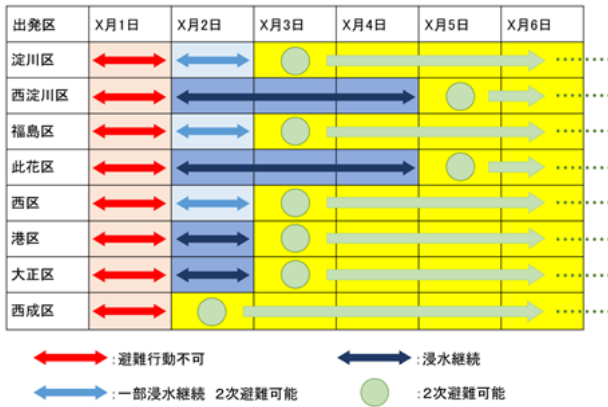 出発区 X月1日 X月2日 X月3日 X月4日 X月5日 X月6日
淀川区
西淀川区
福島区
此花区
西区
港区
大正区
西成区
:避難行動不可 :浸水継続
:一部浸水継続 2次避難可能 :2次避難可能